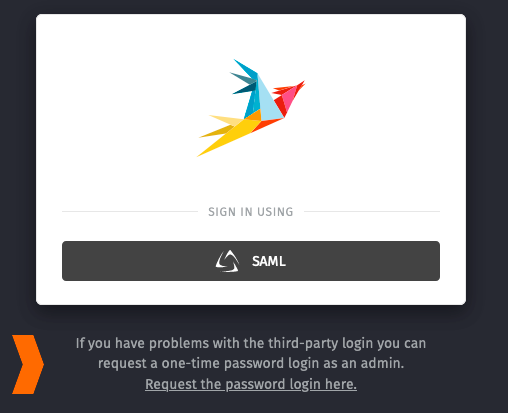 SIGN IN USING
SAML
If you have problems with the third-party login you can
request a one-time password login as an admin.
Request the password login here.